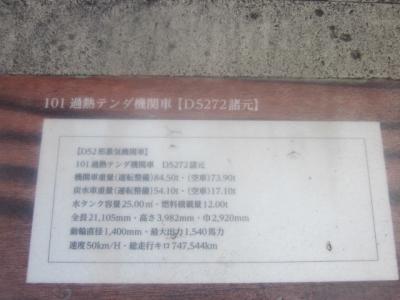 101 過熱テンダ機関車【D5272諸元】
【D52形蒸気機関車】
101過熱テンダ機関車 D5272諸元
機関車重量(運転整備)84.50t・(空車)73.90t
炭水車重量(運転整備)54.10t・(空車)17.10t
水タンク容量25.00㎥・燃料積載量12.00t
全長21,105mm・高さ3,982mm・巾2,920mm
動輪直径1,400mm・最大出力1,540馬力
速度50km/H・総走行キロ747,544km